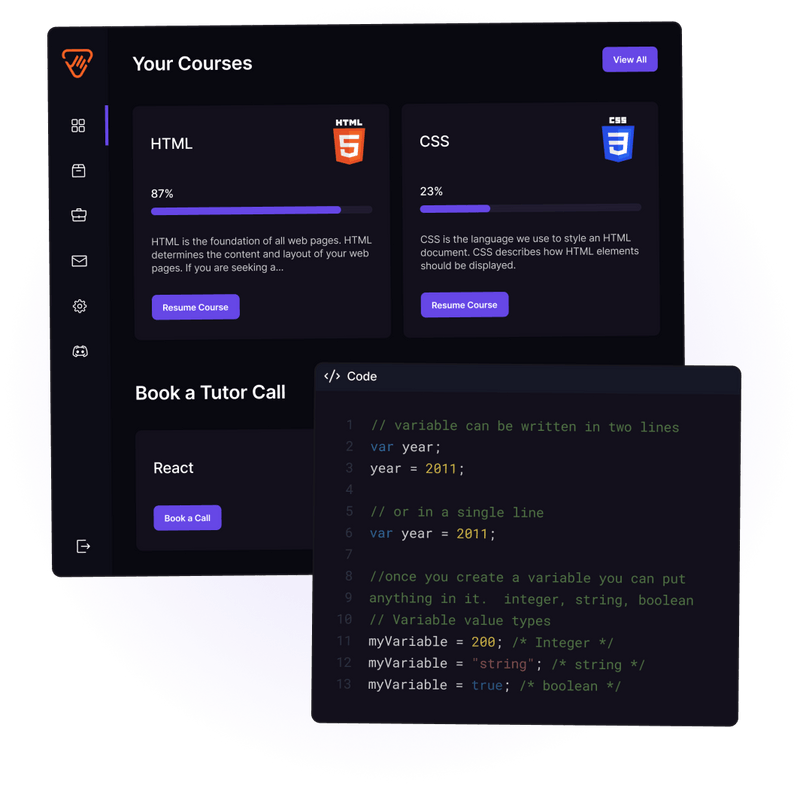 Your Courses
View All
HTML
HTML
5
87%
HTML is the foundation of all web pages. HTML
determines the content and layout of your web
pages. If you are seeking a...
Resume Course
CSS
CSS
3
23%
CSS is the language we use to style an HTML
document. CSS describes how HTML elements
should be displayed.
Resume Course
Book a Tutor Call
React
Book a Call
</> Code
1 // variable can be written in two lines
2 var year;
3 year = 2011;
4
5 // or in a single line
6 var year = 2011;
7
8 //once you create a variable you can put
9 anything in it.  integer, string, boolean
10 // Variable value types
11 myVariable = 200; /* Integer */
12 myVariable = "string"; /* string */
13 myVariable = true; /* boolean */